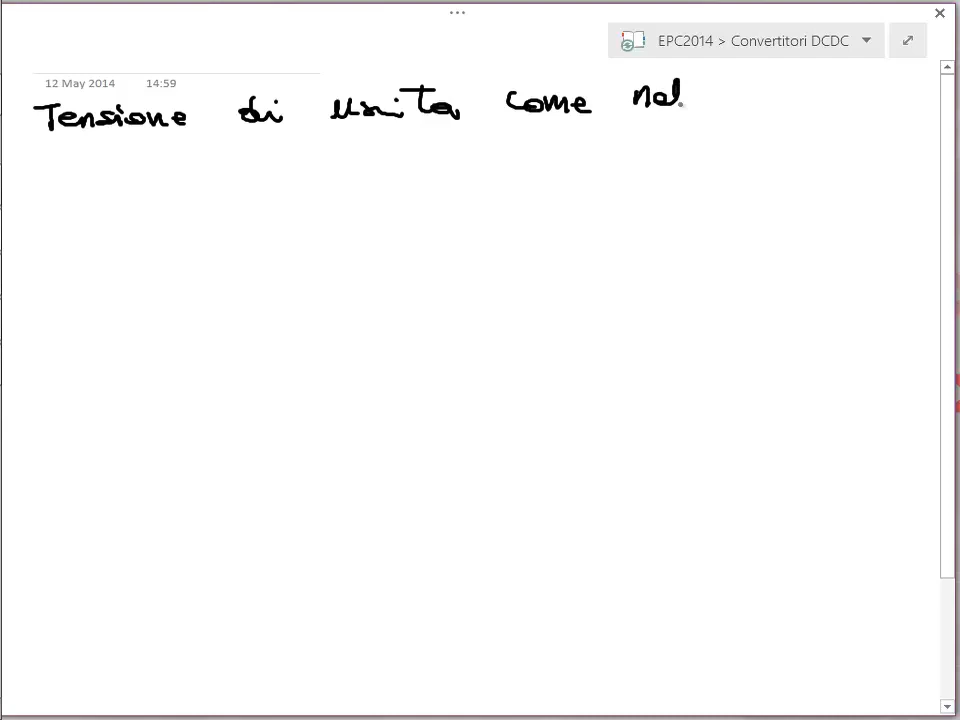 EPC2014 > Convertitori DCDC
12 May 2014 14:59
Tensione di uscita come nel